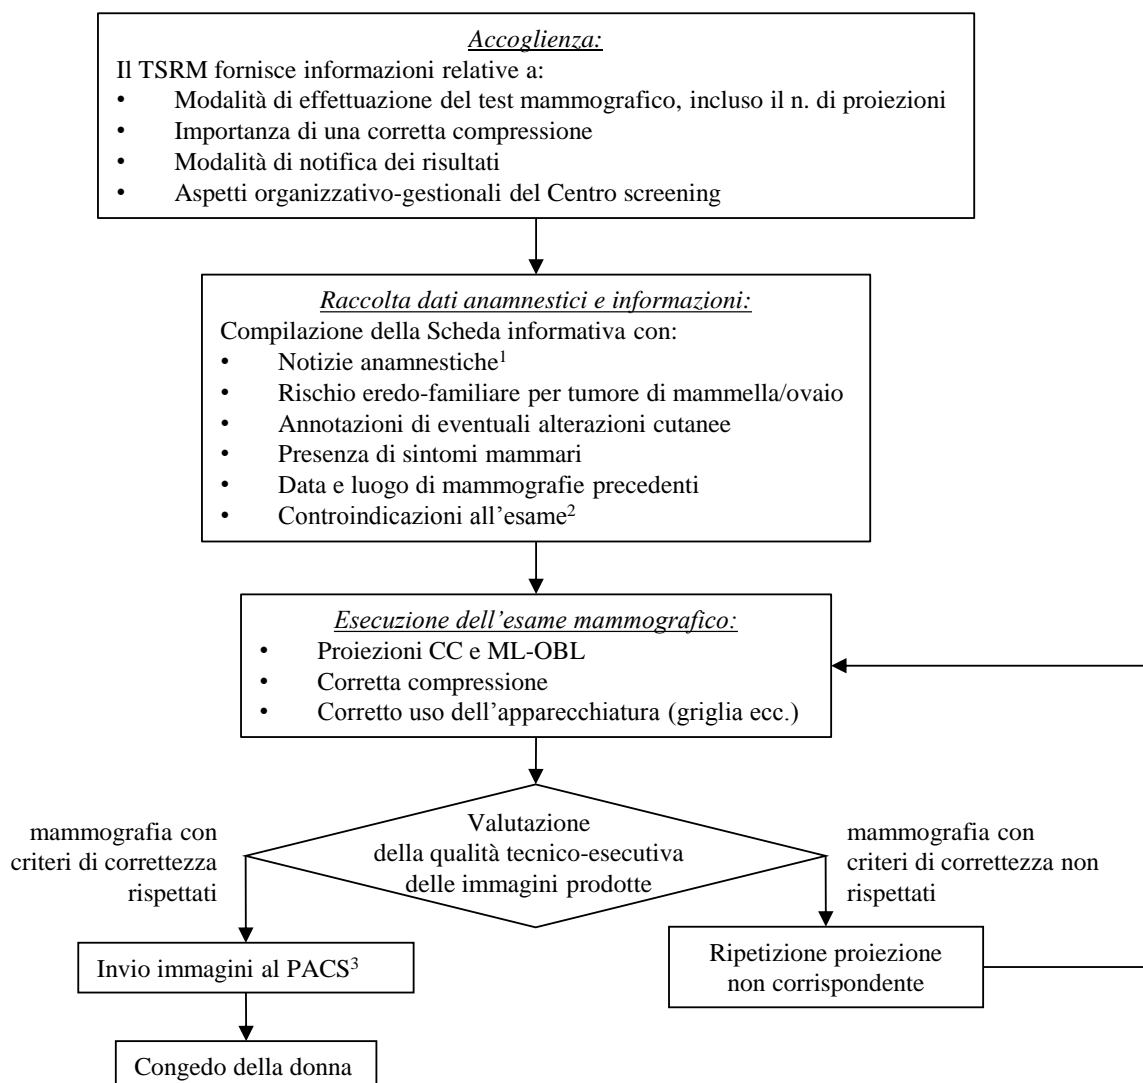 Accoglienza:
Il TSRM fornisce informazioni relative a:
• Modalità di effettuazione del test mammografico, incluso il n. di proiezioni
• Importanza di una corretta compressione
• Modalità di notifica dei risultati
• Aspetti organizzativo-gestionali del Centro screening
Raccolta dati anamnestici e informazioni:
Compilazione della Scheda informativa con:
• Notizie anamnestiche¹
• Rischio eredo-familiare per tumore di mammella/ovaio
• Annotazioni di eventuali alterazioni cutanee
• Presenza di sintomi mammari
• Data e luogo di mammografie precedenti
• Controindicazioni all’esame²
Esecuzione dell’esame mammografico:
• Proiezioni CC e ML-OBL
• Corretta compressione
• Corretto uso dell’apparecchiatura (griglia ecc.)
Valutazione
della qualità tecnico-esecutiva
delle immagini prodotte
mammografia con
criteri di correttezza
rispettati
mammografia con
criteri di correttezza non
rispettati
Invio immagini al PACS³
Ripetizione proiezione
non corrispondente
Congedo della donna